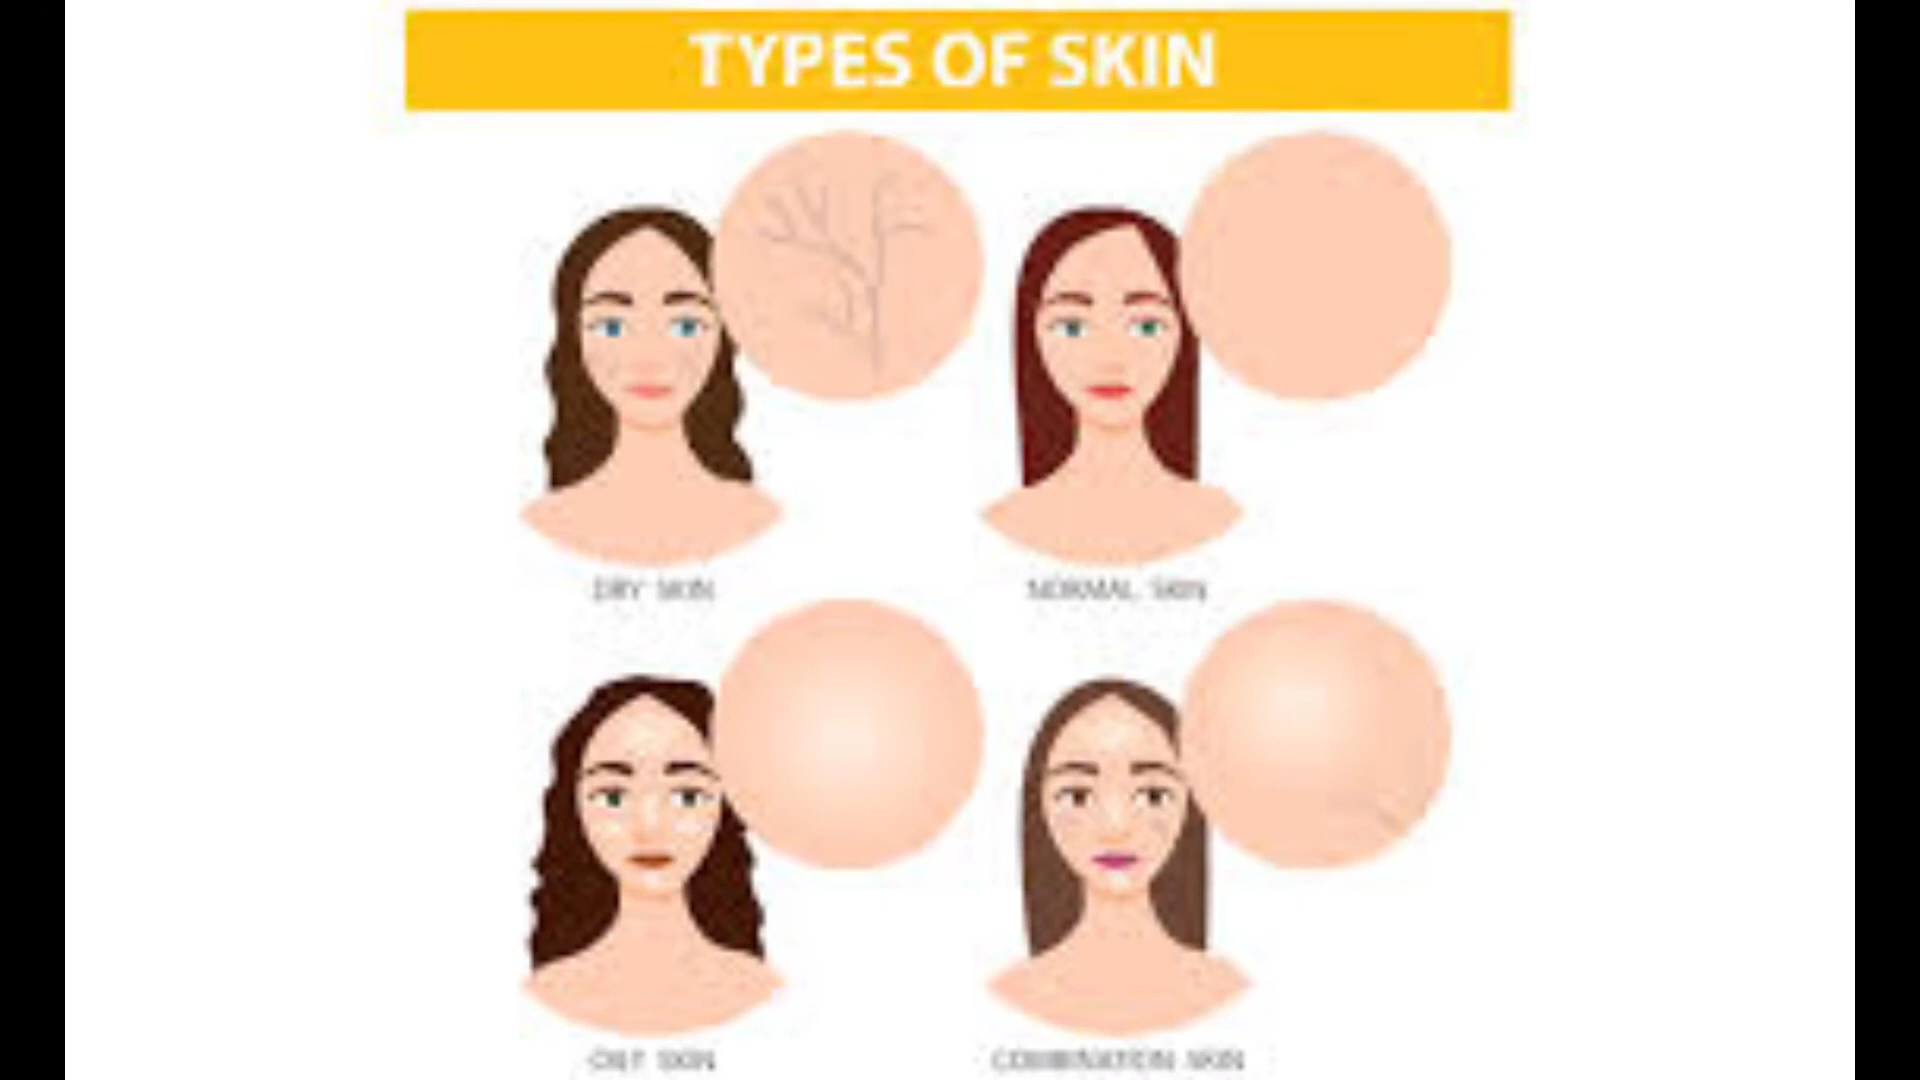 TYPES OF SKIN
DRY SKIN
NORMAL SKIN
OILY SKIN
COMBINATION SKIN